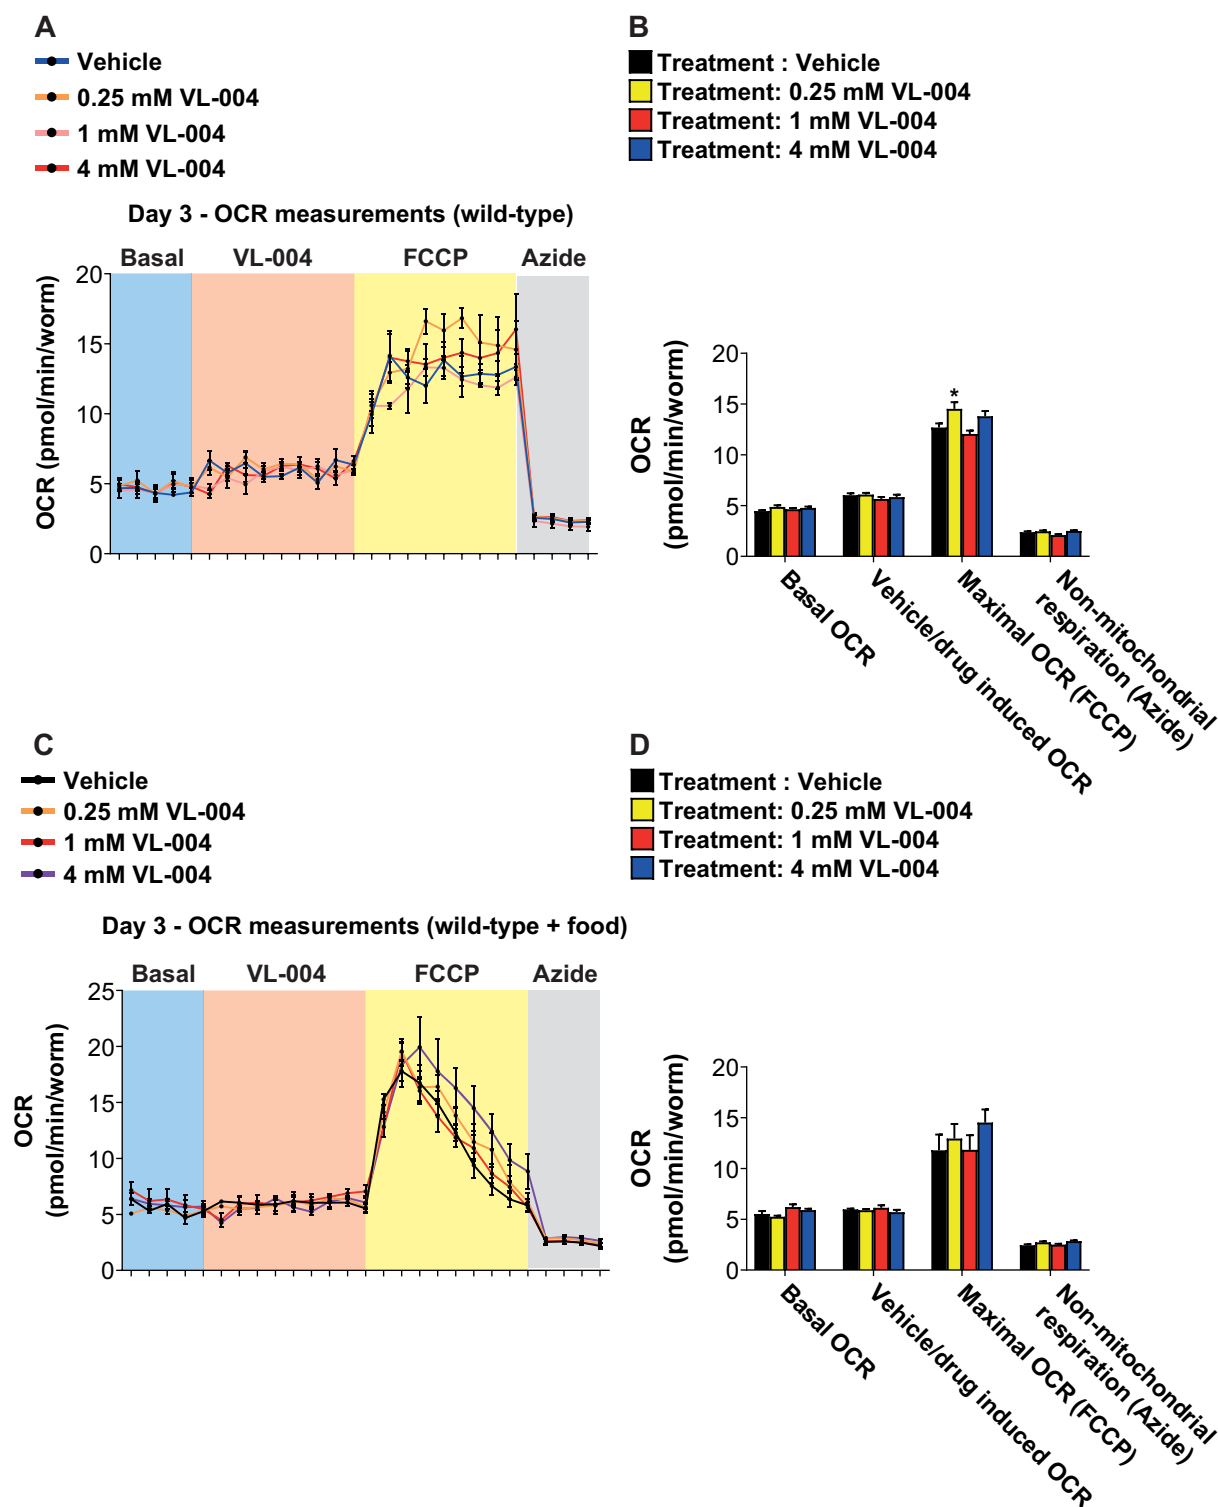 A
Vehicle
0.25 mM VL-004
1 mM VL-004
4 mM VL-004
Day 3 - OCR measurements (wild-type)
Basal VL-004 FCCP Azide
OCR (pmol/min/worm)
20
15
10
5
0
B
Treatment : Vehicle
Treatment: 0.25 mM VL-004
Treatment: 1 mM VL-004
Treatment: 4 mM VL-004
OCR
(pmol/min/worm)
20
15
10
5
0
*
Basal OCR
Vehicle/drug induced OCR
Maximal OCR (FCCP)
Non-mitochondrial
respiration (Azide)
C
Vehicle
0.25 mM VL-004
1 mM VL-004
4 mM VL-004
Day 3 - OCR measurements (wild-type + food)
Basal VL-004 FCCP Azide
OCR
(pmol/min/worm)
25
20
15
10
5
0
D
Treatment : Vehicle
Treatment: 0.25 mM VL-004
Treatment: 1 mM VL-004
Treatment: 4 mM VL-004
OCR
(pmol/min/worm)
20
15
10
5
0
Basal OCR
Vehicle/drug induced OCR
Maximal OCR (FCCP)
Non-mitochondrial
respiration (Azide)